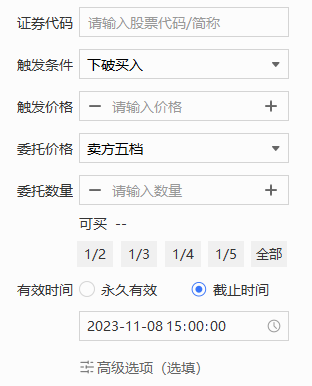 证券代码 请输入股票代码/简称
触发条件 下破买入
触发价格 请输入价格
委托价格 卖方五档
委托数量 请输入数量
可买 --
1/2 1/3 1/4 1/5 全部
有效时间 永久有效 截止时间
2023-11-08 15:00:00
高级选项（选填）